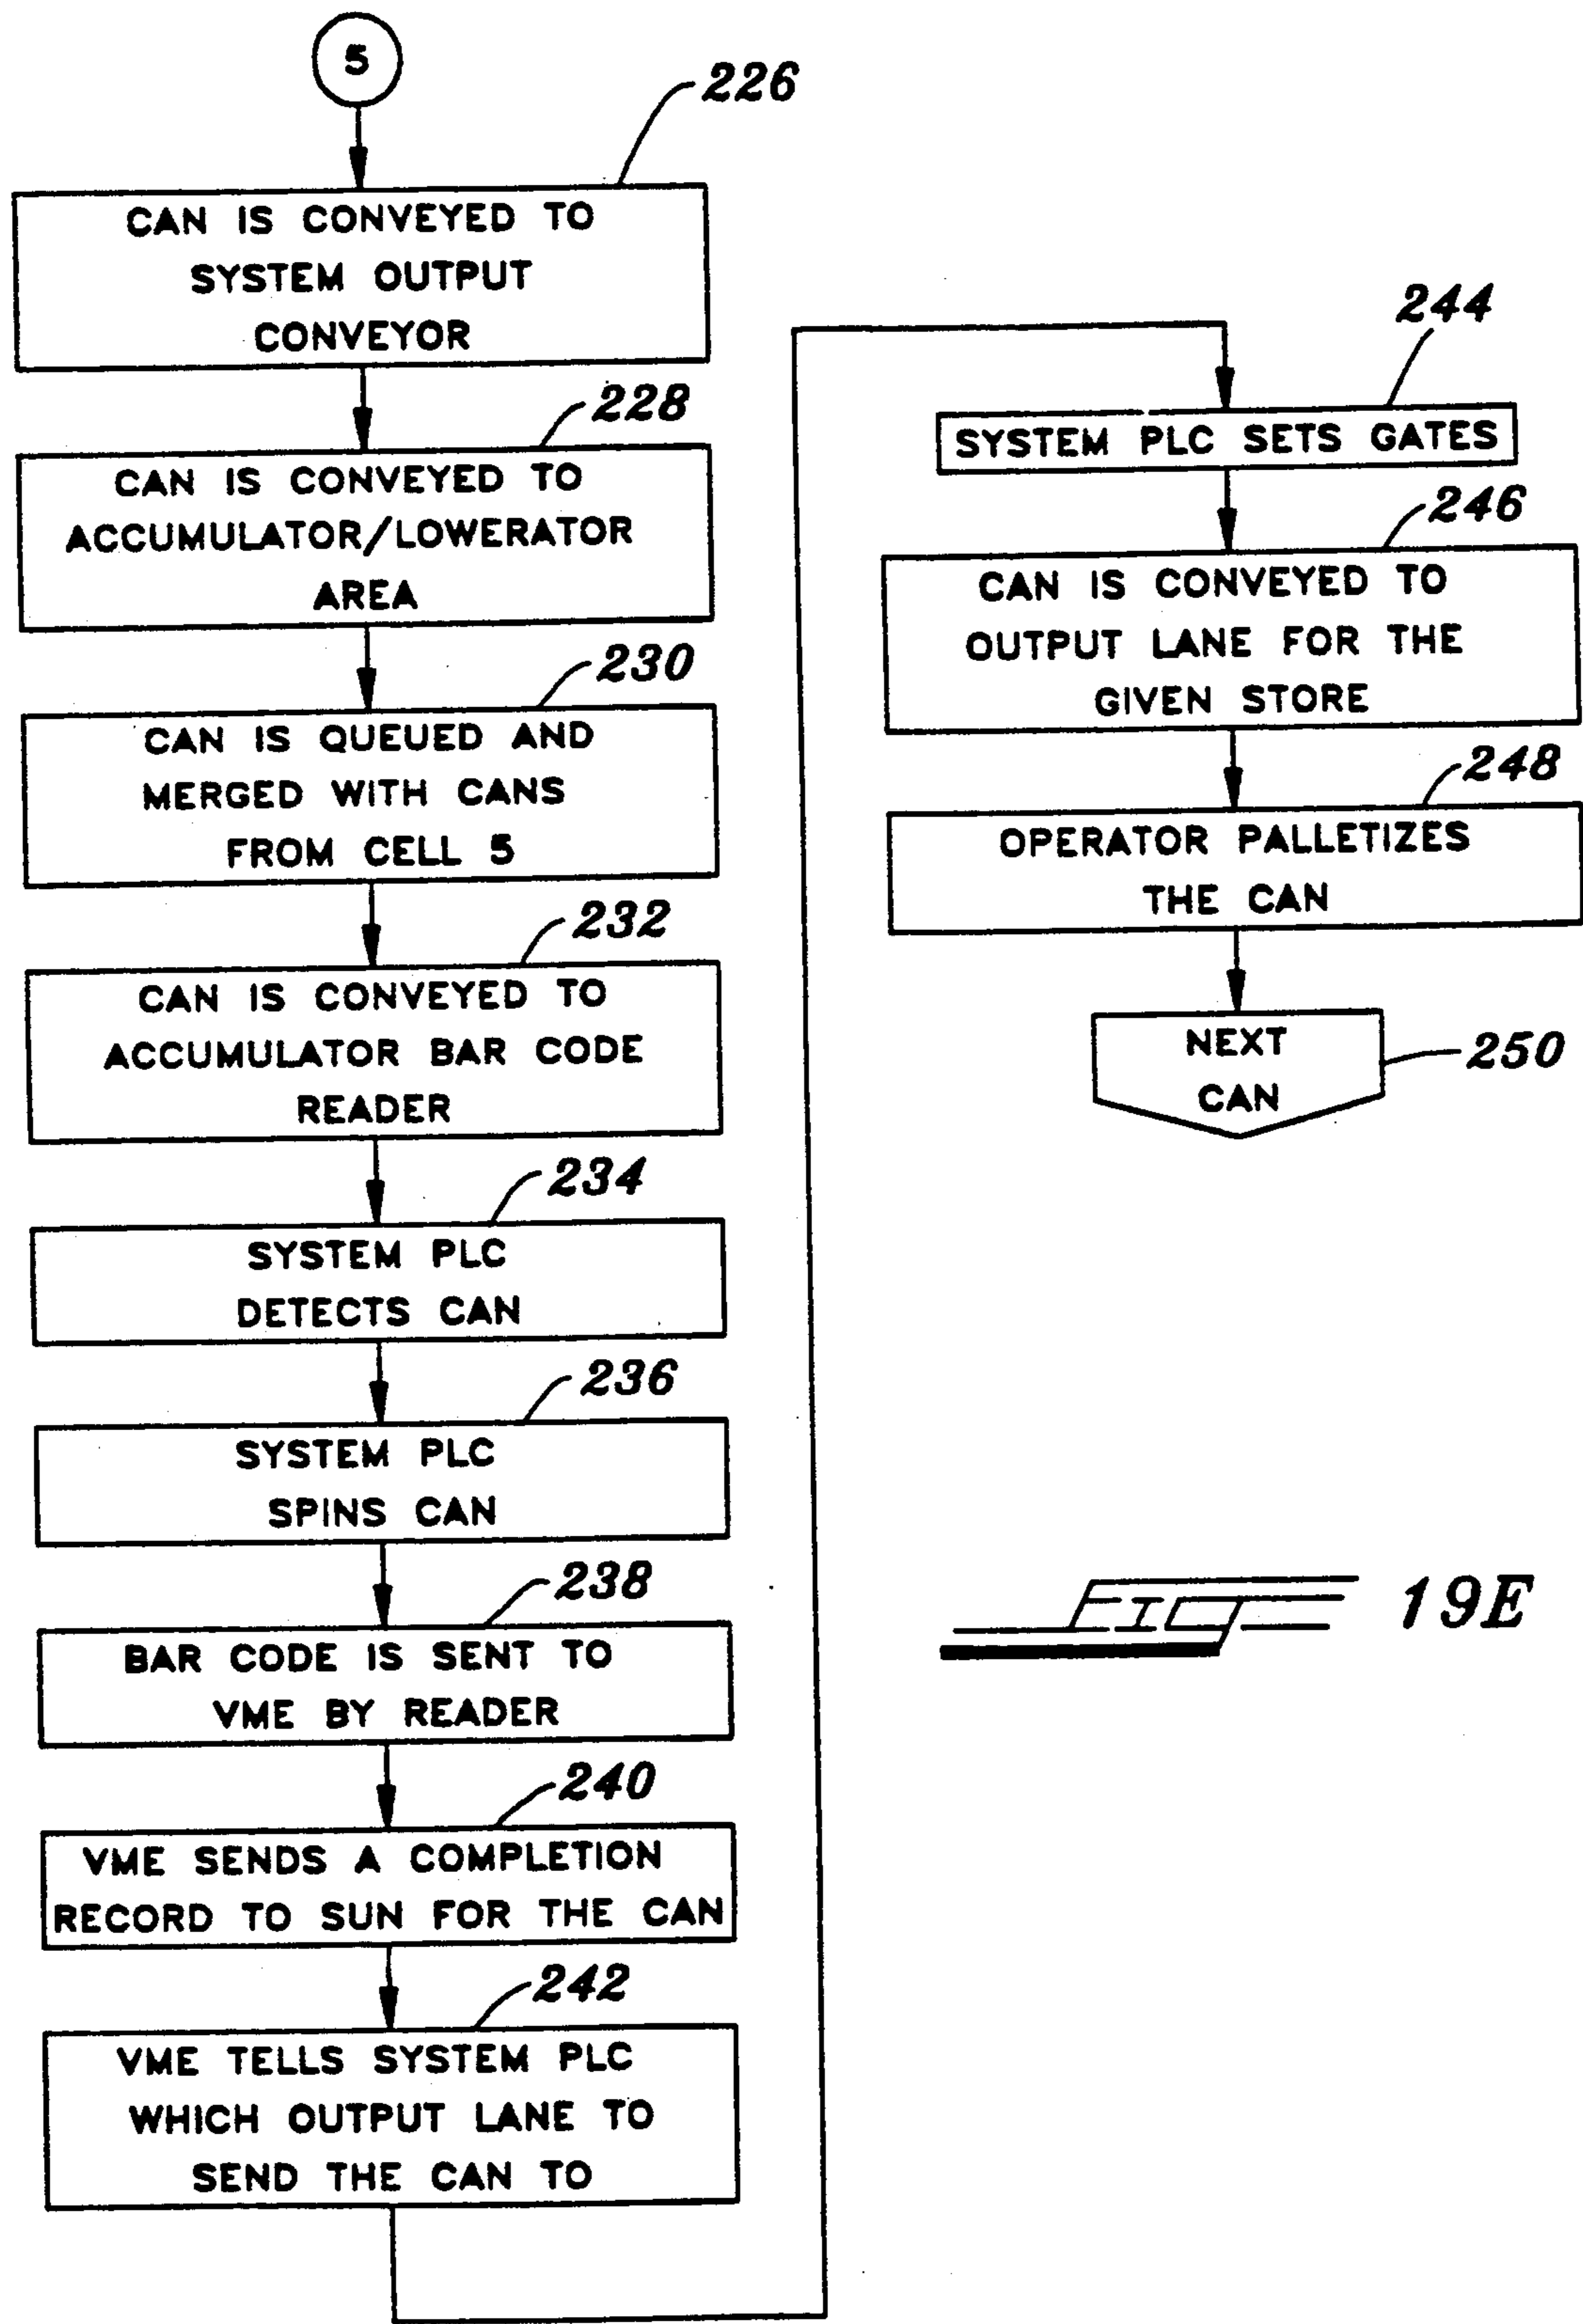 5
226
CAN IS CONVEYED TO
SYSTEM OUTPUT
CONVEYOR
228
CAN IS CONVEYED TO
ACCUMULATOR/LOWERATOR
AREA
230
CAN IS QUEUED AND
MERGED WITH CANS
FROM CELL 5
232
CAN IS CONVEYED TO
ACCUMULATOR BAR CODE
READER
234
SYSTEM PLC
DETECTS CAN
236
SYSTEM PLC
SPINS CAN
238
BAR CODE IS SENT TO
VME BY READER
240
VME SENDS A COMPLETION
RECORD TO SUN FOR THE CAN
242
VME TELLS SYSTEM PLC
WHICH OUTPUT LANE TO
SEND THE CAN TO
244
SYSTEM PLC SETS GATES
246
CAN IS CONVEYED TO
OUTPUT LANE FOR THE
GIVEN STORE
248
OPERATOR PALLETIZES
THE CAN
NEXT
CAN
250
FIG 19E